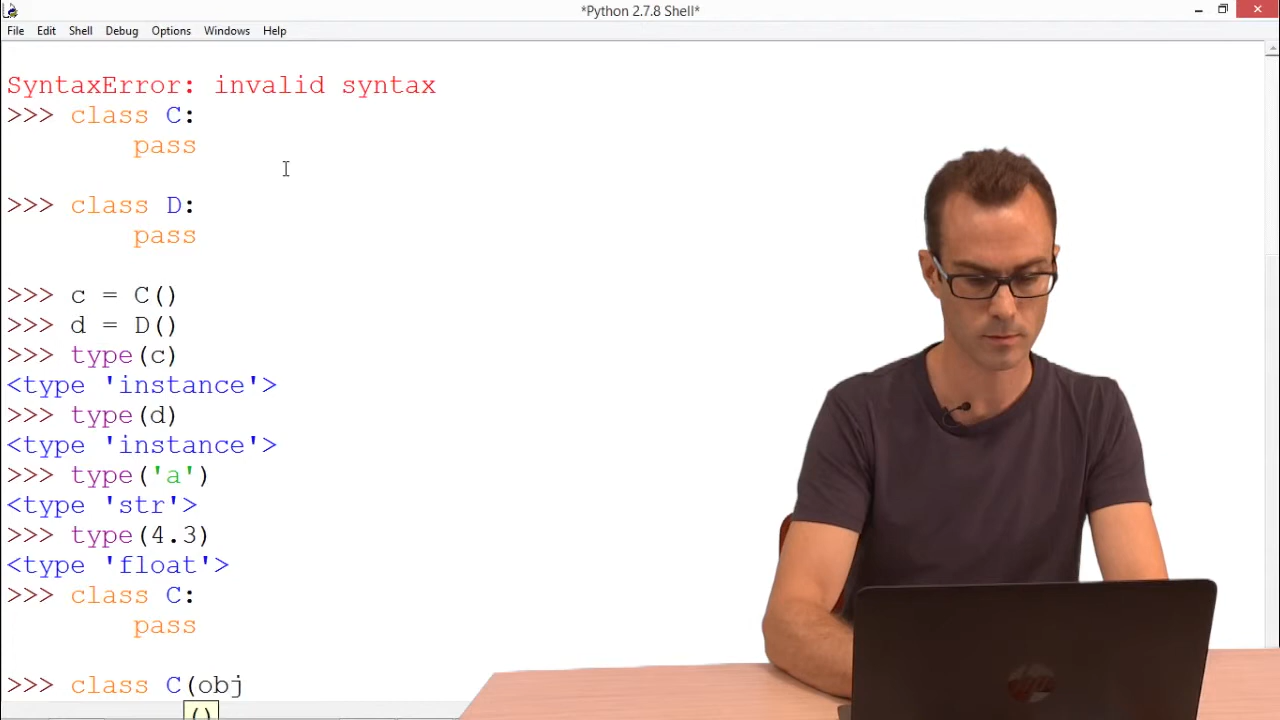 *Python 2.7.8 Shell*
File Edit Shell Debug Options Windows Help
SyntaxError: invalid syntax
>>> class C:
pass
>>> class D:
pass
>>> c = C()
>>> d = D()
>>> type(c)
<type 'instance'>
>>> type(d)
<type 'instance'>
>>> type('a')
<type 'str'>
>>> type(4.3)
<type 'float'>
>>> class C:
pass
>>> class C(obj
()